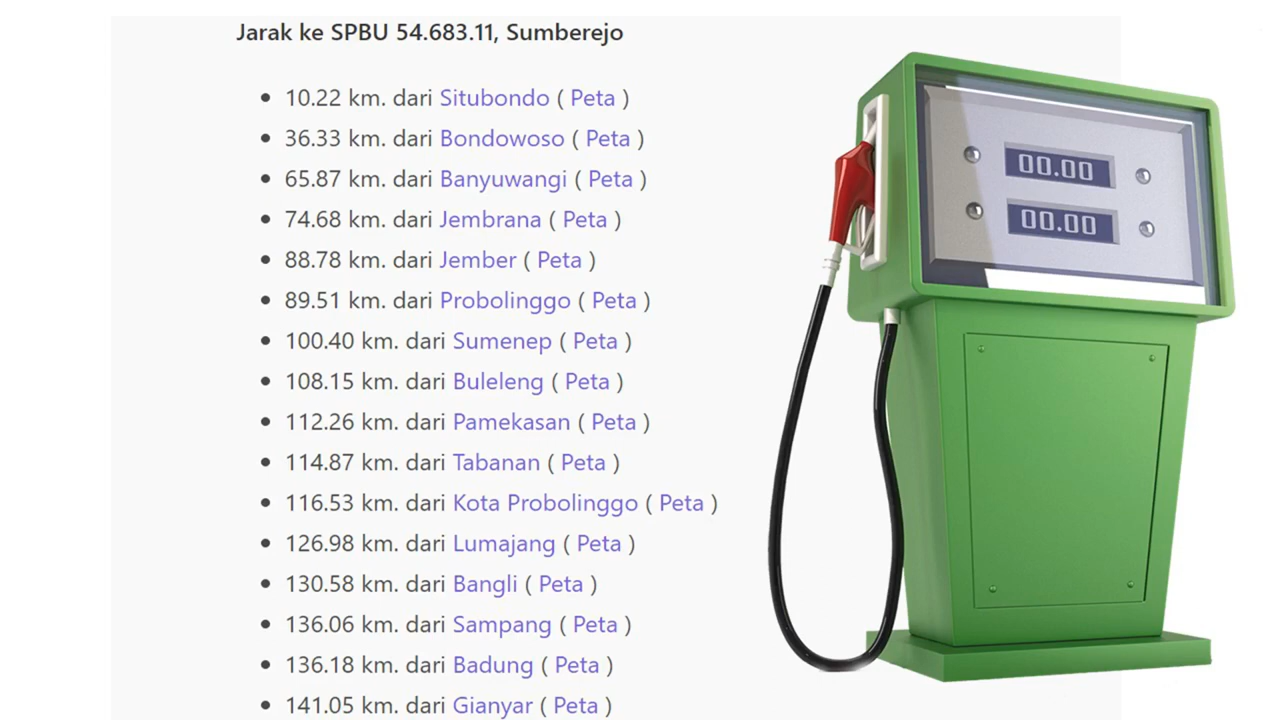 Jarak ke SPBU 54.683.11, Sumberejo
10.22 km. dari Situbondo ( Peta )
36.33 km. dari Bondowoso ( Peta )
65.87 km. dari Banyuwangi ( Peta )
74.68 km. dari Jembrana ( Peta )
88.78 km. dari Jember ( Peta )
89.51 km. dari Probolinggo ( Peta )
100.40 km. dari Sumenep ( Peta )
108.15 km. dari Buleleng ( Peta )
112.26 km. dari Pamekasan ( Peta )
114.87 km. dari Tabanan ( Peta )
116.53 km. dari Kota Probolinggo ( Peta )
126.98 km. dari Lumajang ( Peta )
130.58 km. dari Bangli ( Peta )
136.06 km. dari Sampang ( Peta )
136.18 km. dari Badung ( Peta )
141.05 km. dari Gianyar ( Peta )
00.00
00.00